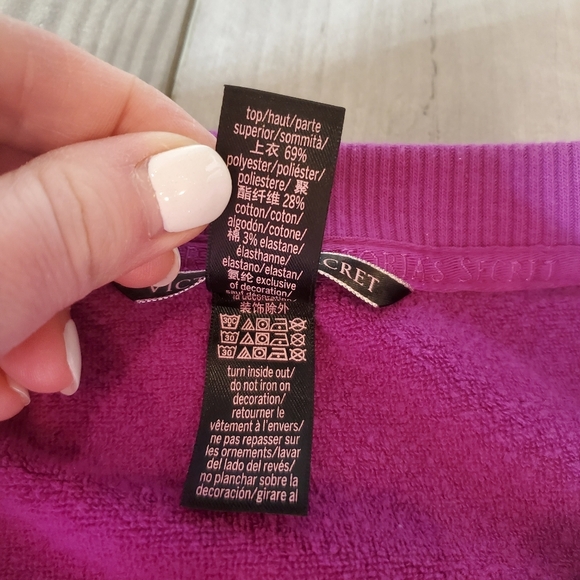 top/haut/parte
superior/sommità/
上衣 69%
polyester/poliéster/
poliestere/ 聚
酯纤维 28%
cotton/coton/
algodón/cotone/
棉 3% elastane/
élasthanne/
elastano/elastan/
氨纶 exclusive
of decoration/
装饰除外
VIC
CRET
30
30
turn inside out/
do not iron on
decoration/
retourner le
vêtement à l'envers/
ne pas repasser sur
les ornements/lavar
del lado del revés/
no planchar sobre la
decoración/girare al